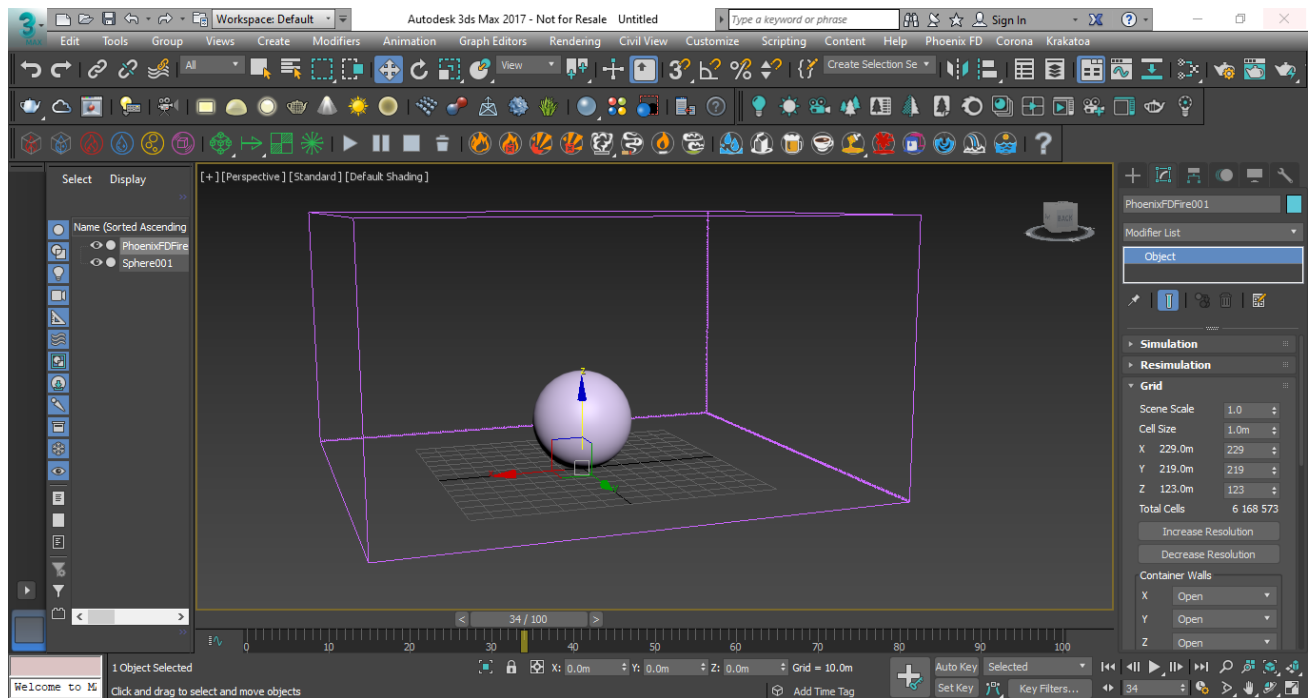 3
MAX
Workspace: Default
Autodesk 3ds Max 2017 - Not for Resale Untitled
Type a keyword or phrase
Sign In
Edit Tools Group Views Create Modifiers Animation Graph Editors Rendering Civil View Customize Scripting Content Help Phoenix FD Corona Krakatoa
All
View
Create Selection Se
Select Display
Name (Sorted Ascending
PhoenixFDFire
Sphere001
[+] [Perspective ] [Standard ] [Default Shading ]
z
BACK
PhoenixFDFire001
Modifier List
Object
Simulation
Resimulation
Grid
Scene Scale 1.0
Cell Size 1.0m
X 229.0m 229
Y 219.0m 219
Z 123.0m 123
Total Cells 6 168 573
Increase Resolution
Decrease Resolution
Container Walls
X Open
Y Open
Z Open
< 34 / 100 >
0 10 20 30 40 50 60 70 80 90 100
1 Object Selected
X: 0.0m Y: 0.0m Z: 0.0m Grid = 10.0m
Auto Key Selected
Welcome to M
Click and drag to select and move objects
Add Time Tag
Set Key Key Filters... 34